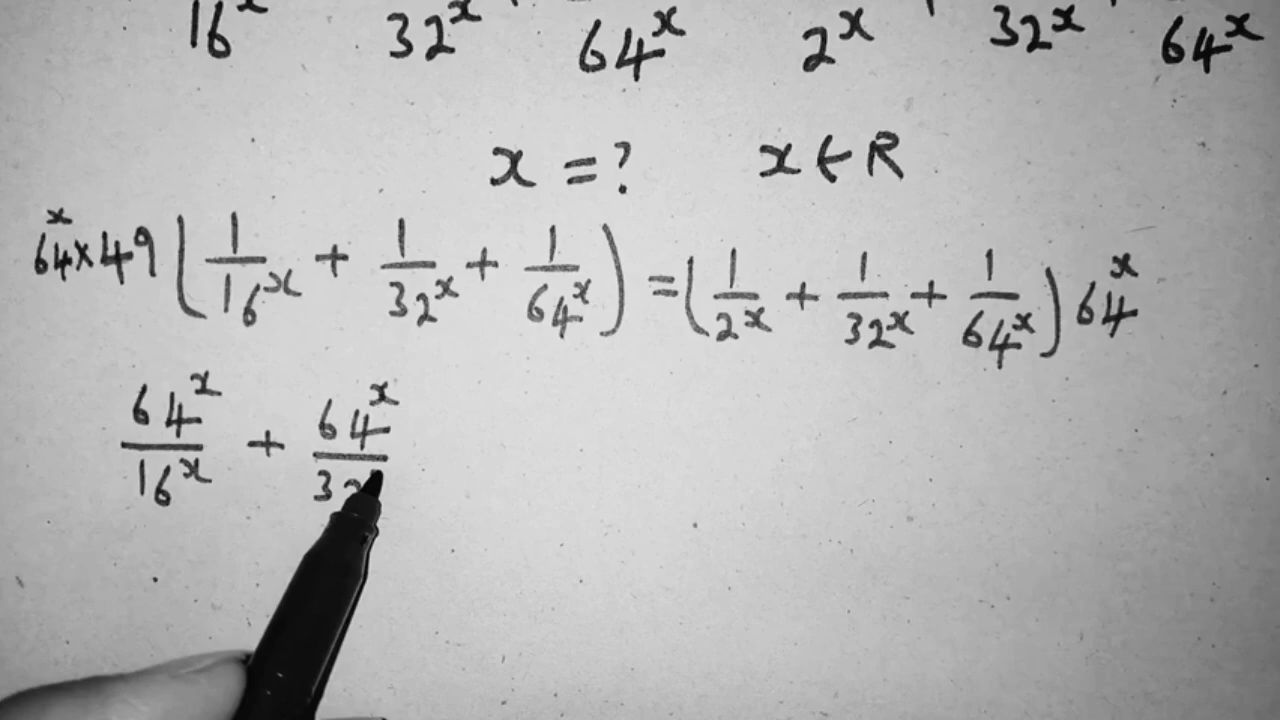 16^x 32^x 64^x 2^x 32^x 64^x
x = ? x ∈ R
64^x × 49 ( 1/16^x + 1/32^x + 1/64^x ) = ( 1/2^x + 1/32^x + 1/64^x ) 64^x
64^x/16^x + 64^x/32